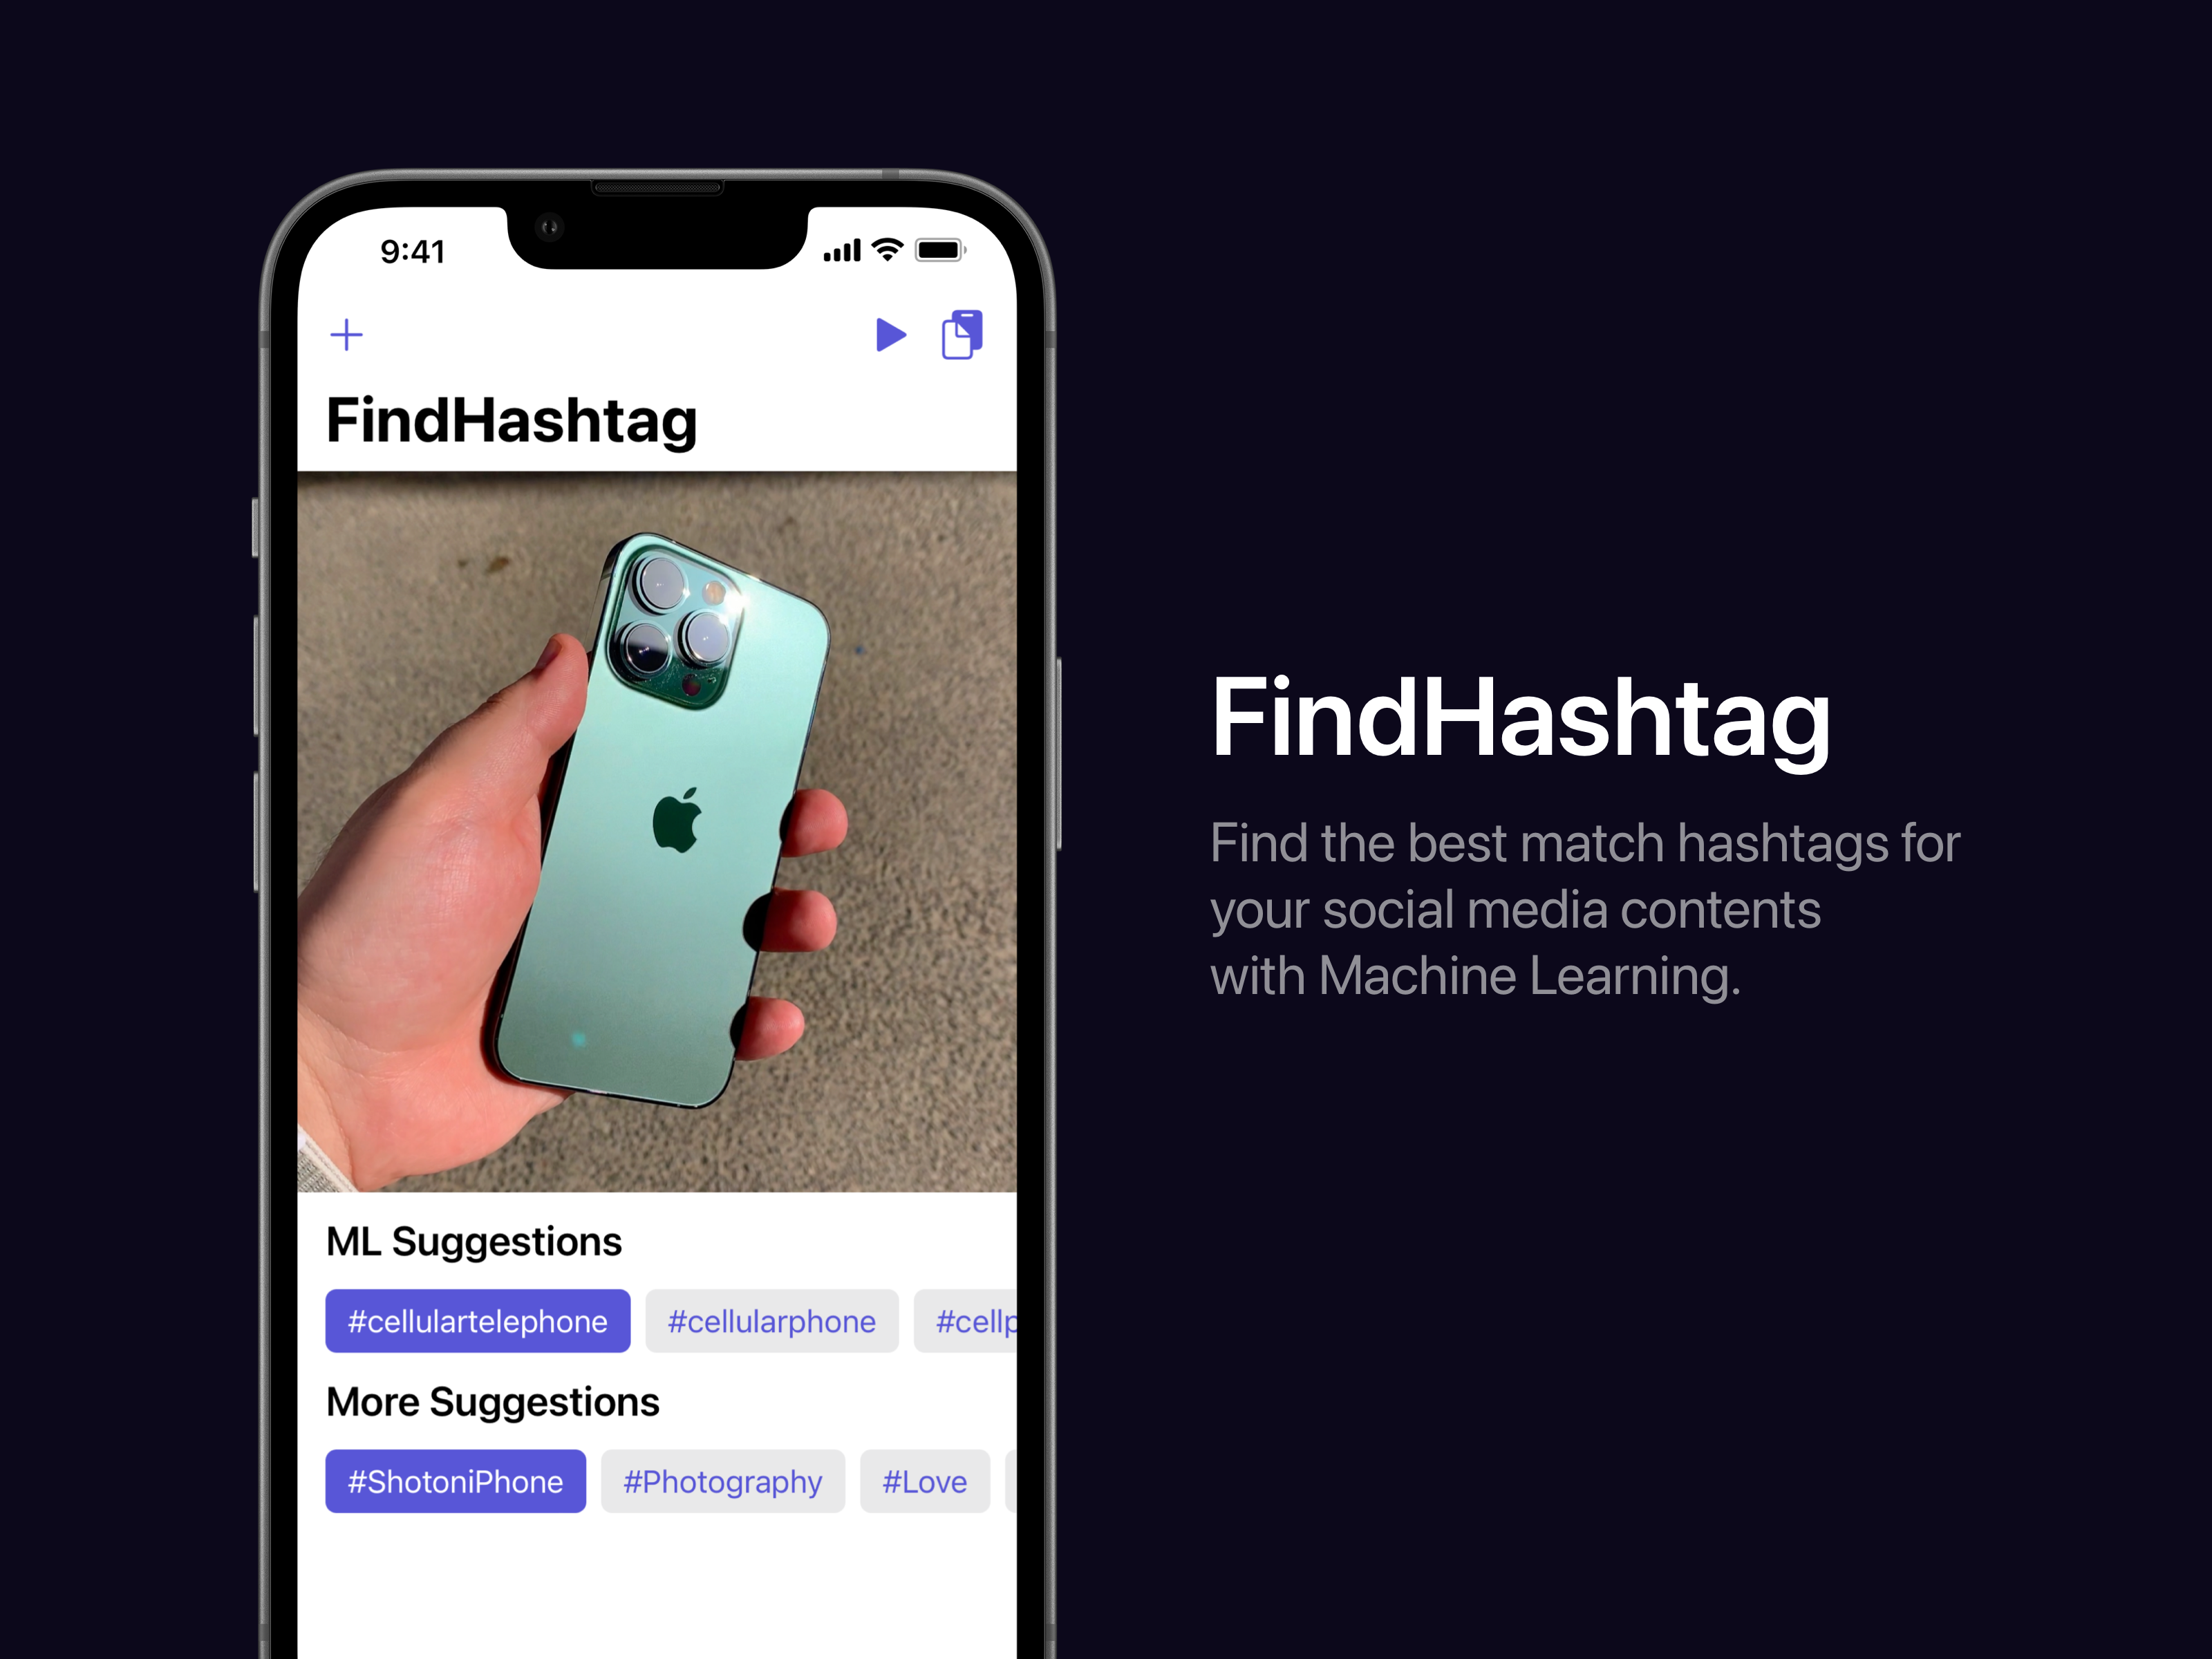 9:41
FindHashtag
ML Suggestions
#cellulartelephone #cellularphone #cellp
More Suggestions
#ShotoniPhone #Photography #Love
FindHashtag
Find the best match hashtags for
your social media contents
with Machine Learning.